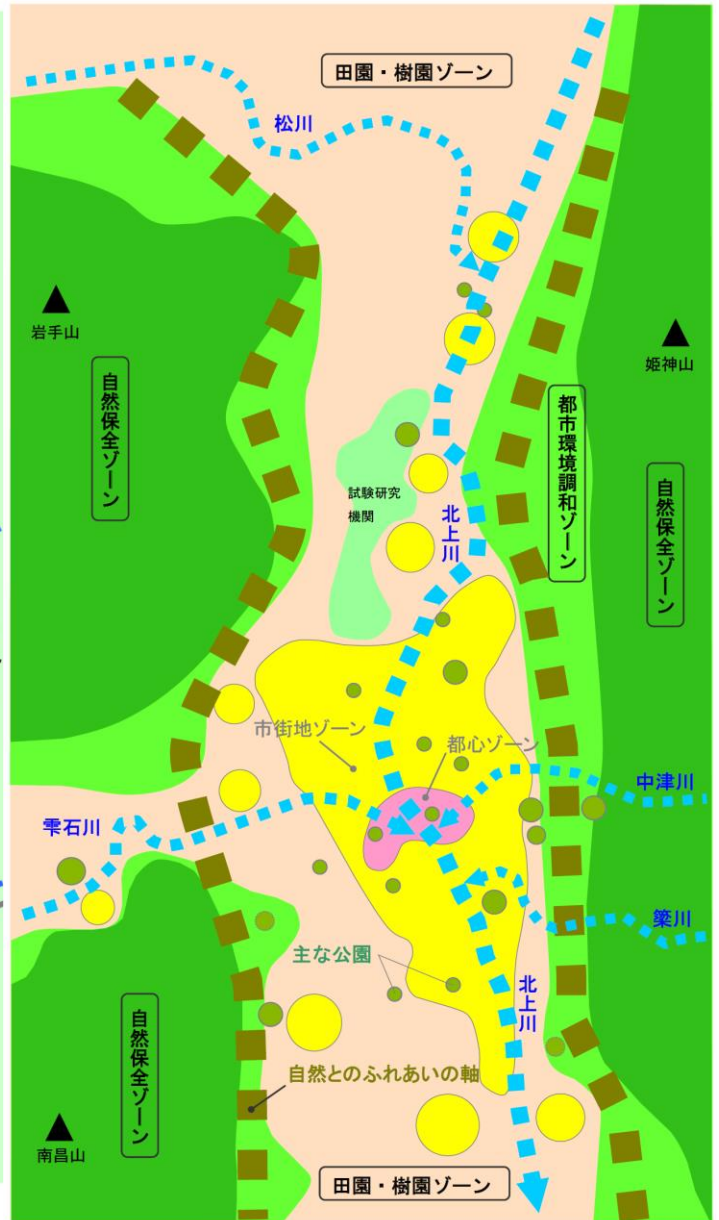 田園・樹園ゾーン
松川
岩手山
姫神山
自然保全ゾーン
都市環境調和ゾーン
自然保全ゾーン
試験研究
機関
北上川
市街地ゾーン
都心ゾーン
中津川
雫石川
簗川
主な公園
北上川
自然保全ゾーン
自然とのふれあいの軸
南昌山
田園・樹園ゾーン